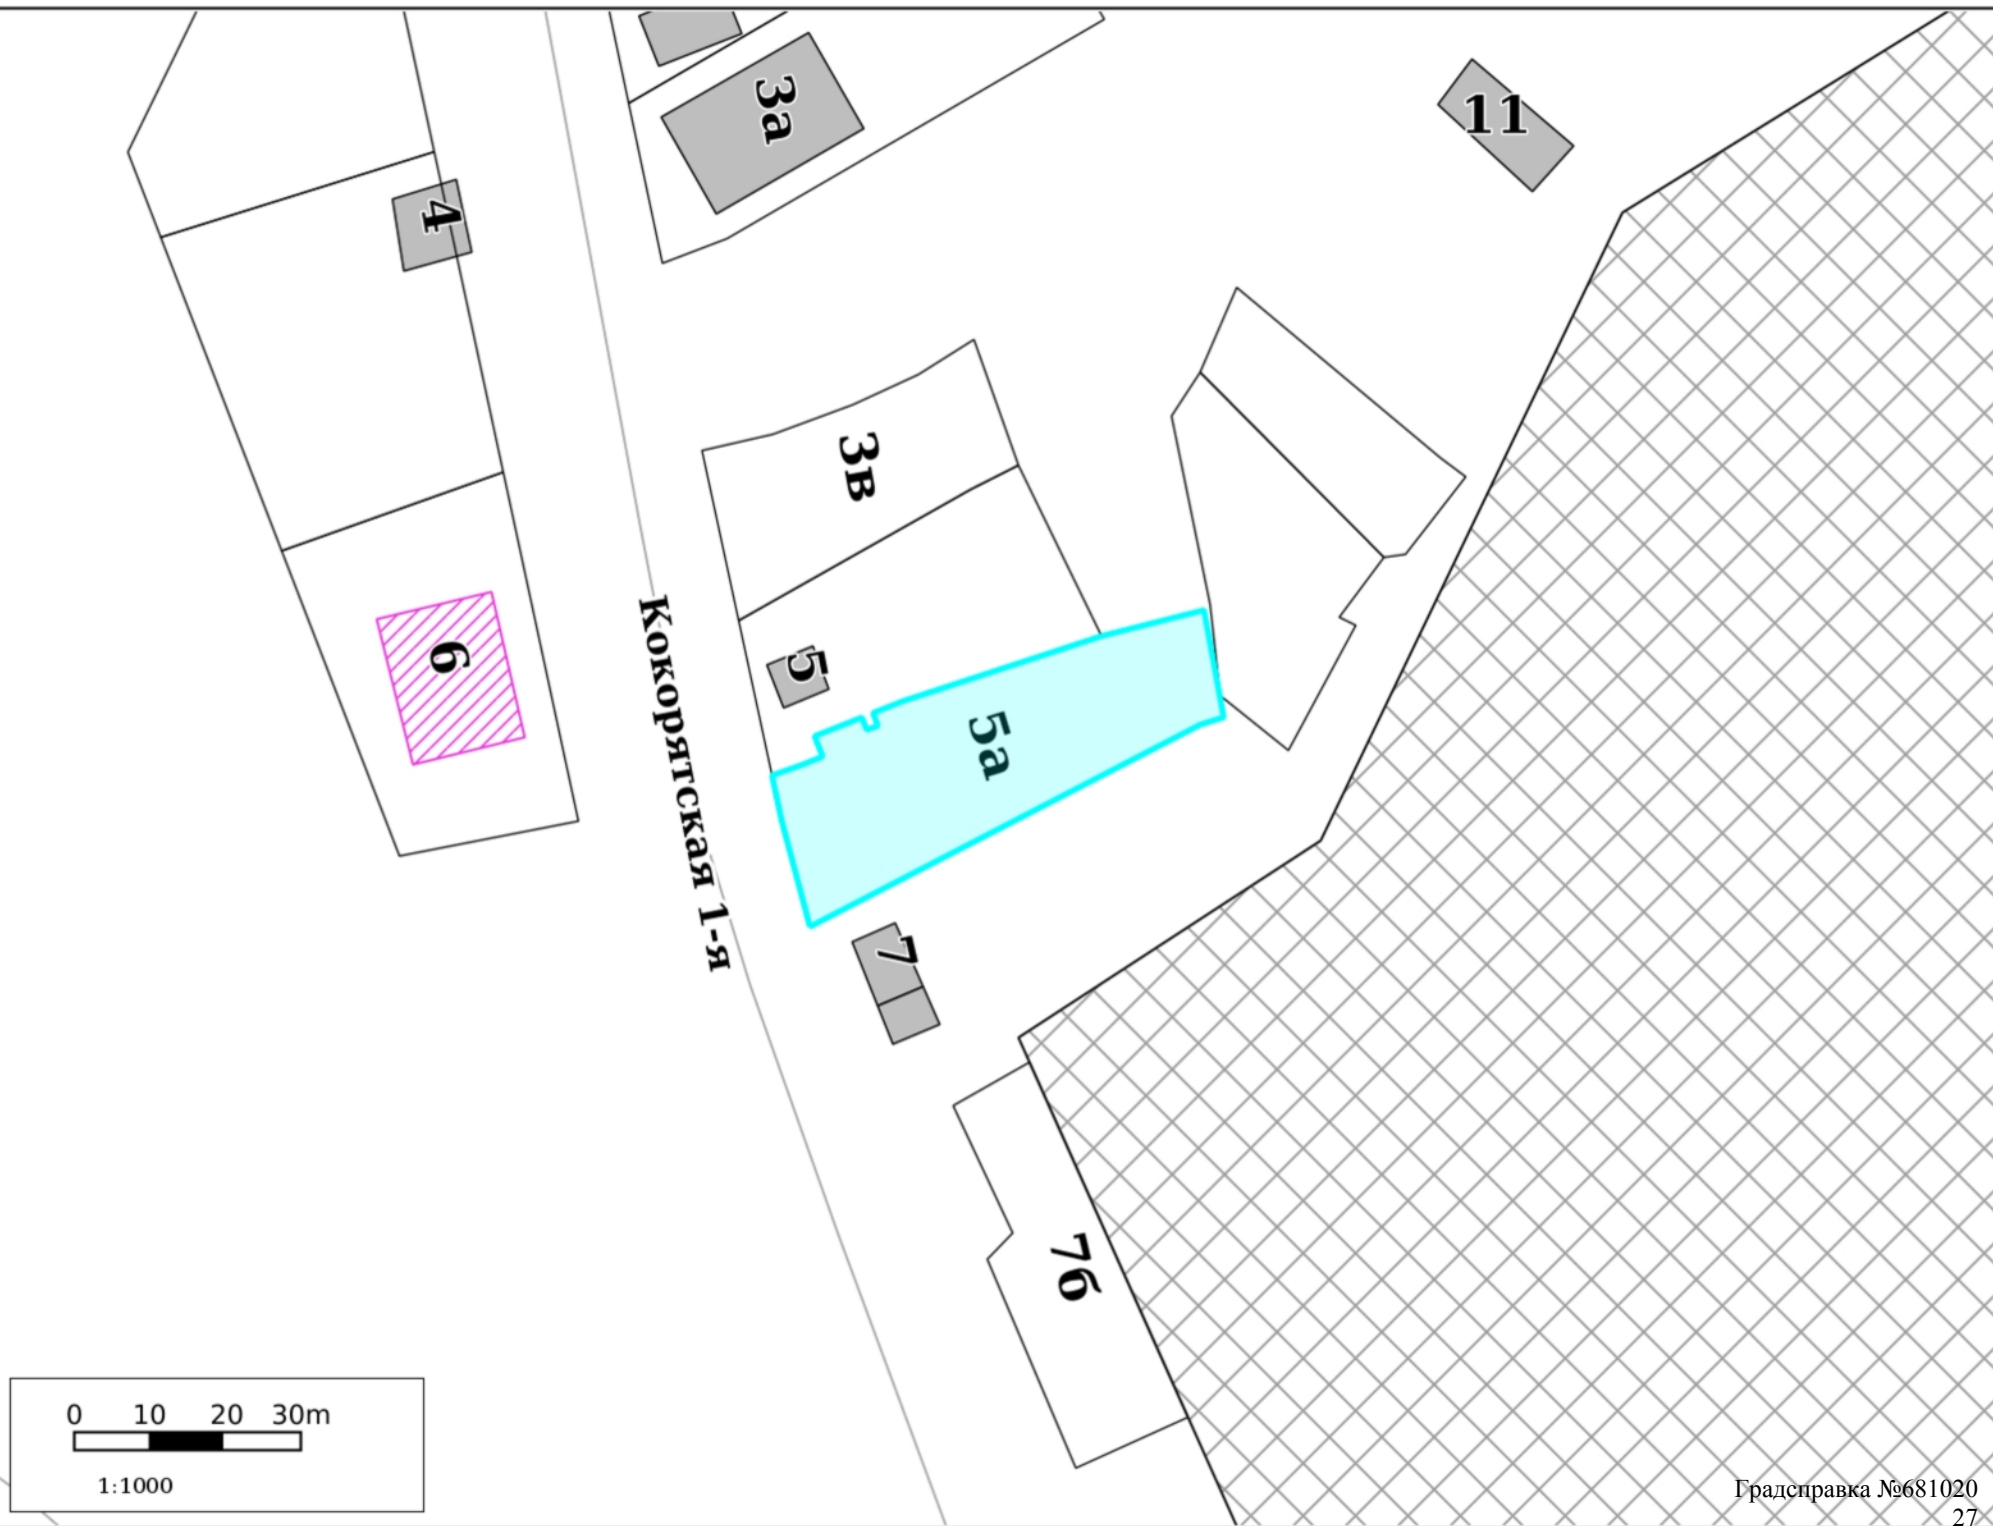 3а
11
4
3в
Кокорятская 1-я
6
5
5а
7
7б
0 10 20 30m
1:1000
Градсправка №681020
27